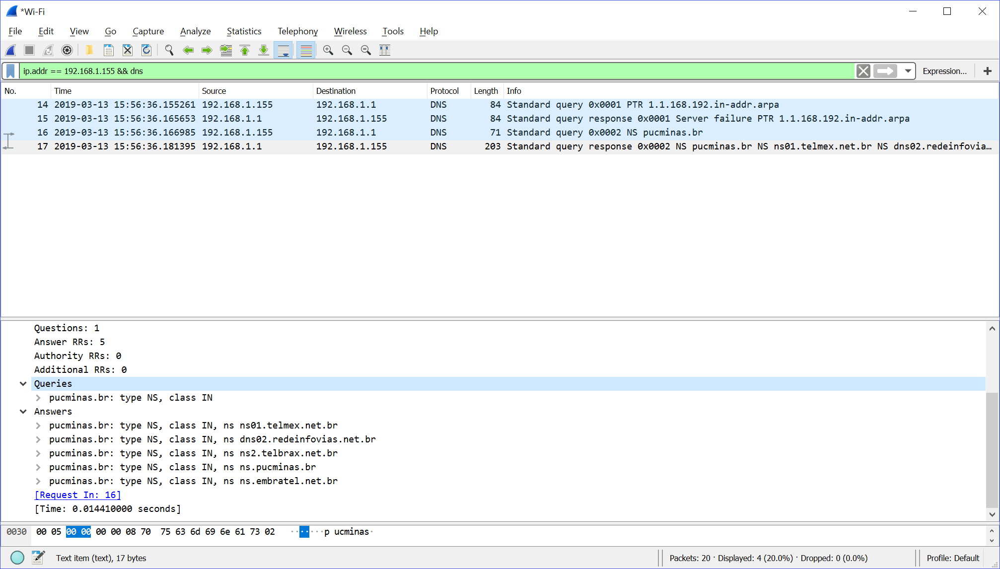 *Wi-Fi
File Edit View Go Capture Analyze Statistics Telephony Wireless Tools Help
ip.addr == 192.168.1.155 && dns Expression... +
No. Time Source Destination Protocol Length Info
14 2019-03-13 15:56:36.155261 192.168.1.155 192.168.1.1 DNS 84 Standard query 0x0001 PTR 1.1.168.192.in-addr.arpa
15 2019-03-13 15:56:36.165653 192.168.1.1 192.168.1.155 DNS 84 Standard query response 0x0001 Server failure PTR 1.1.168.192.in-addr.arpa
16 2019-03-13 15:56:36.166985 192.168.1.155 192.168.1.1 DNS 71 Standard query 0x0002 NS pucminas.br
17 2019-03-13 15:56:36.181395 192.168.1.1 192.168.1.155 DNS 203 Standard query response 0x0002 NS pucminas.br NS ns01.telmex.net.br NS dns02.redeinfovia…
Questions: 1
Answer RRs: 5
Authority RRs: 0
Additional RRs: 0
Queries
pucminas.br: type NS, class IN
Answers
pucminas.br: type NS, class IN, ns ns01.telmex.net.br
pucminas.br: type NS, class IN, ns dns02.redeinfovias.net.br
pucminas.br: type NS, class IN, ns ns2.telbrax.net.br
pucminas.br: type NS, class IN, ns ns.pucminas.br
pucminas.br: type NS, class IN, ns ns.embratel.net.br
[Request In: 16]
[Time: 0.014410000 seconds]
0030 00 05 00 00 00 00 08 70 75 63 6d 69 6e 61 73 02 ·······p ucminas·
Text item (text), 17 bytes Packets: 20 · Displayed: 4 (20.0%) · Dropped: 0 (0.0%) Profile: Default